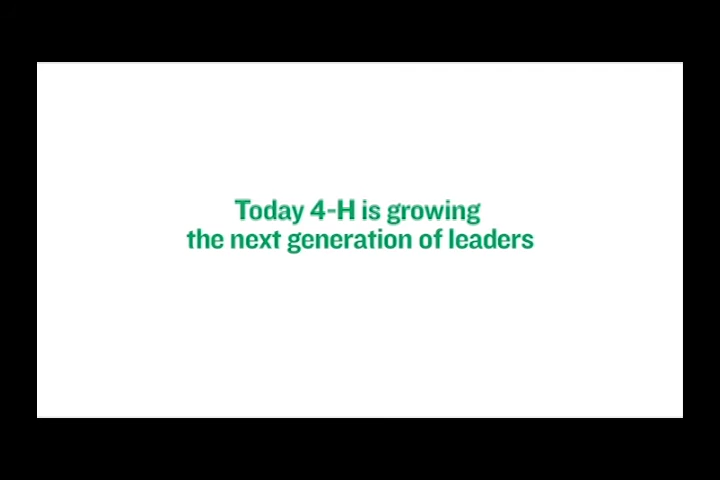 Today 4-H is growing
the next generation of leaders